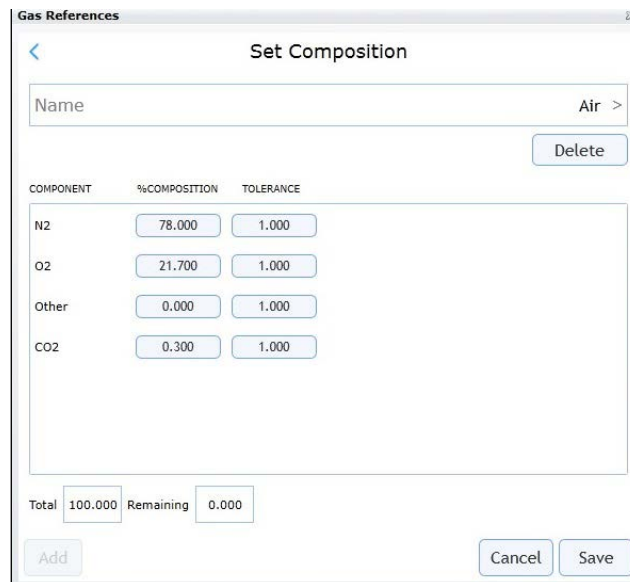 Gas References
Set Composition
Name Air >
Delete
COMPONENT %COMPOSITION TOLERANCE
N2 78.000 1.000
O2 21.700 1.000
Other 0.000 1.000
CO2 0.300 1.000
Total 100.000 Remaining 0.000
Add Cancel Save